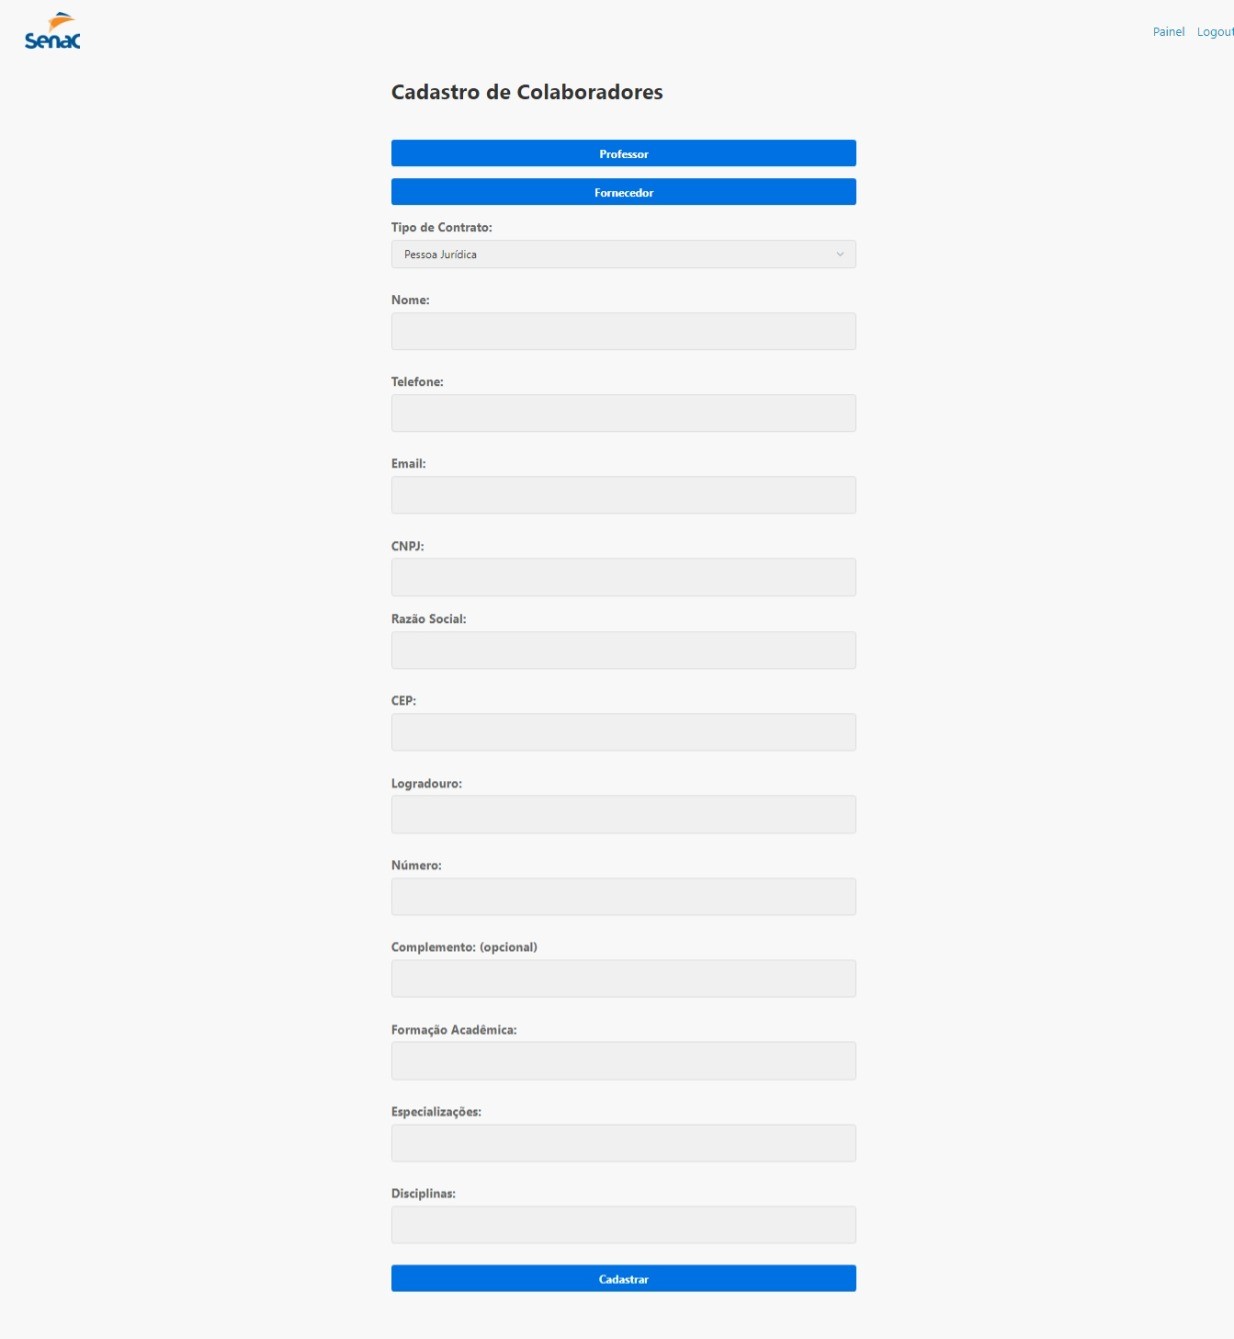 Senac
Painel Logout
Cadastro de Colaboradores
Professor
Fornecedor
Tipo de Contrato:
Pessoa Jurídica
Nome:
Telefone:
Email:
CNPJ:
Razão Social:
CEP:
Logradouro:
Número:
Complemento: (opcional)
Formação Acadêmica:
Especializações:
Disciplinas:
Cadastrar